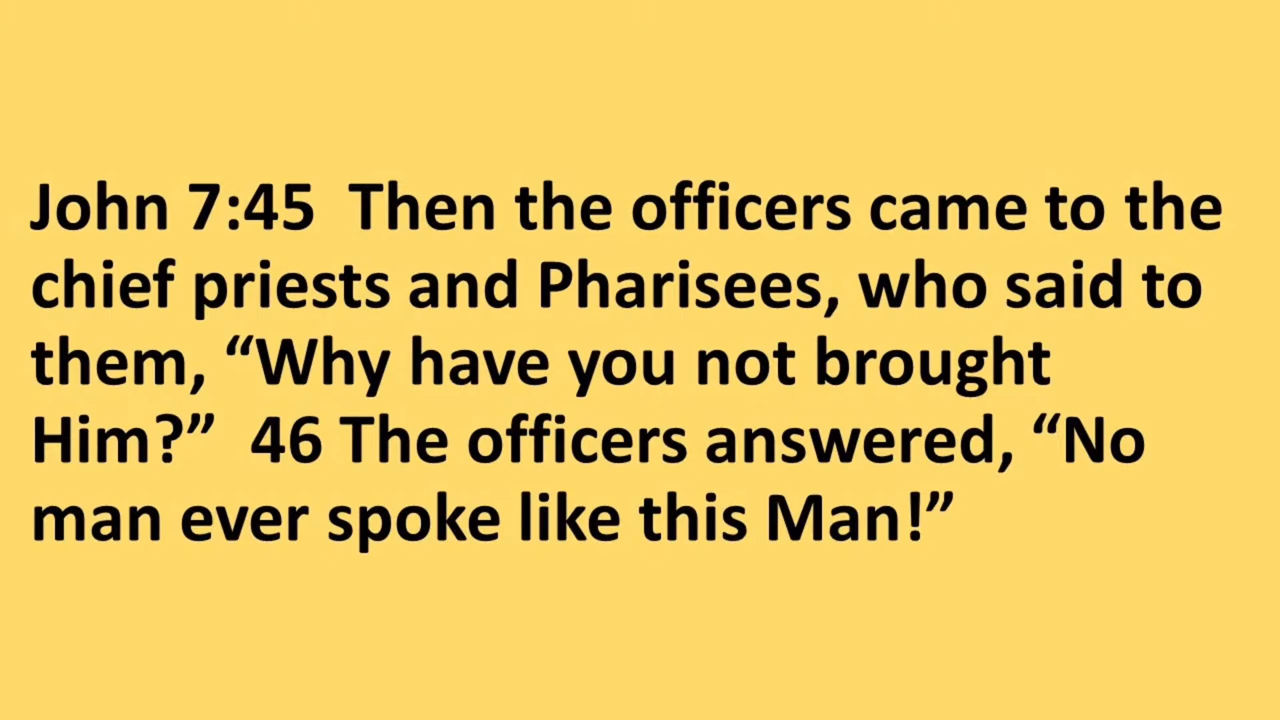 John 7:45  Then the officers came to the
chief priests and Pharisees, who said to
them, “Why have you not brought
Him?”  46 The officers answered, “No
man ever spoke like this Man!”